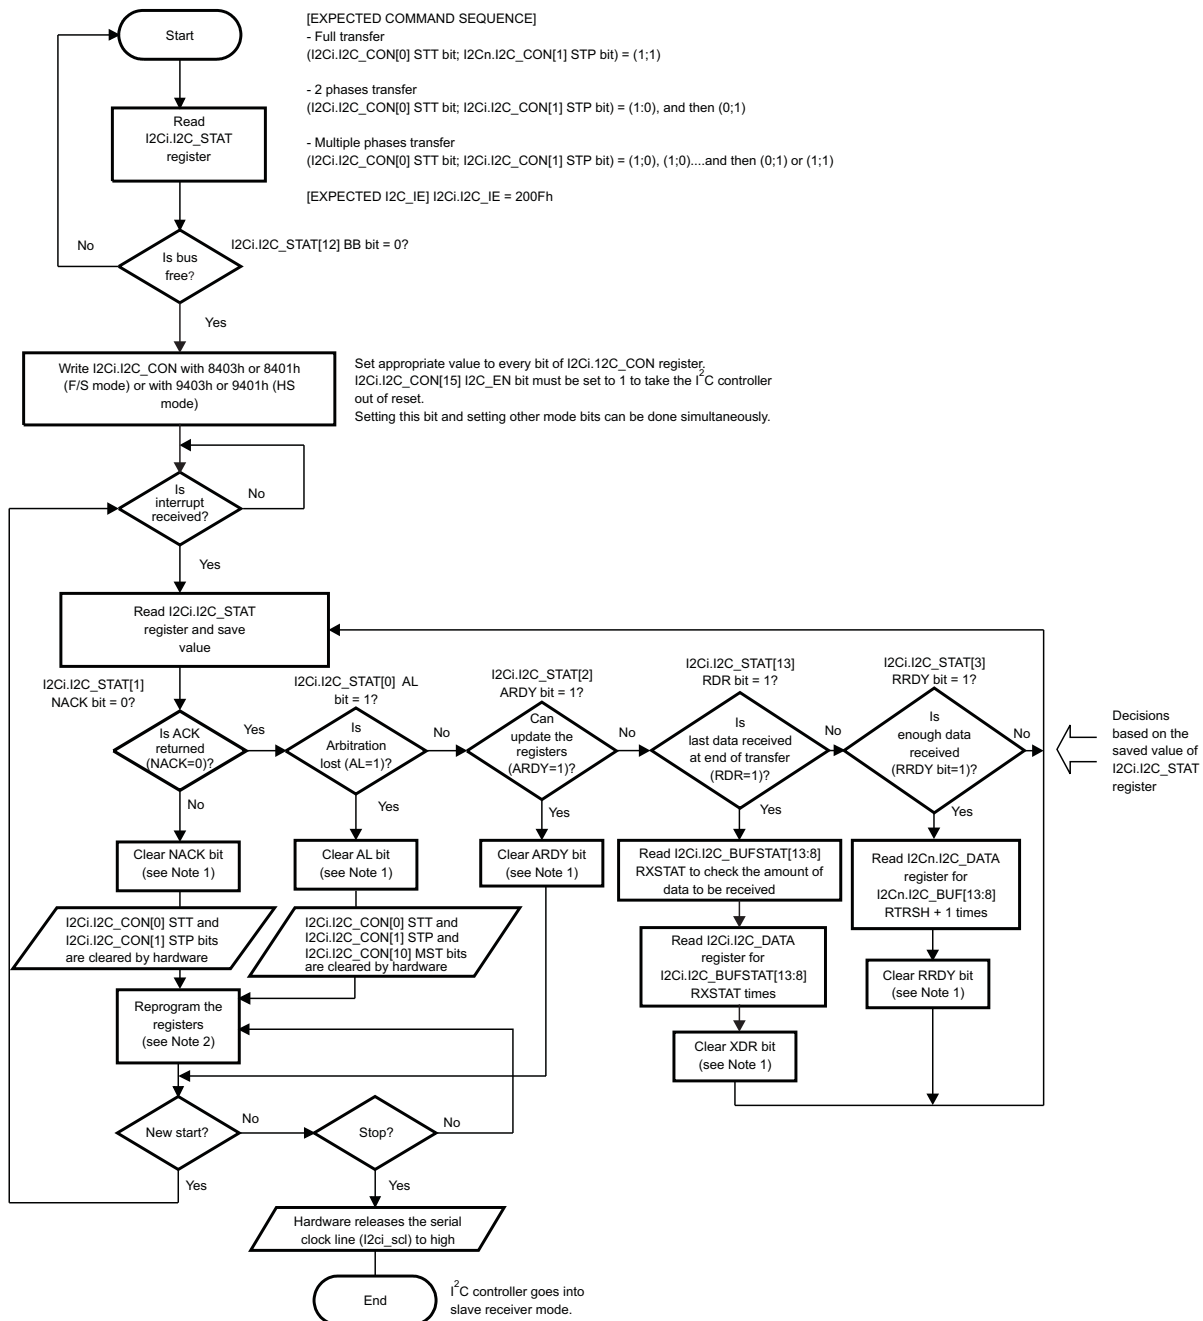 Start
[EXPECTED COMMAND SEQUENCE]
- Full transfer
(I2Ci.I2C_CON[0] STT bit; I2Cn.I2C_CON[1] STP bit) = (1;1)
- 2 phases transfer
(I2Ci.I2C_CON[0] STT bit; I2Ci.I2C_CON[1] STP bit) = (1:0), and then (0;1)
- Multiple phases transfer
(I2Ci.I2C_CON[0] STT bit; I2Ci.I2C_CON[1] STP bit) = (1;0), (1;0)....and then (0;1) or (1;1)
[EXPECTED I2C_IE] I2Ci.I2C_IE = 200Fh
Read
I2Ci.I2C_STAT
register
No
I2Ci.I2C_STAT[12] BB bit = 0?
Is bus
free?
Yes
Write I2Ci.I2C_CON with 8403h or 8401h
(F/S mode) or with 9403h or 9401h (HS
mode)
Set appropriate value to every bit of I2Ci.12C_CON register.
I2Ci.I2C_CON[15] I2C_EN bit must be set to 1 to take the I2C controller
out of reset.
Setting this bit and setting other mode bits can be done simultaneously.
Is
interrupt
received?
No
Yes
Read I2Ci.I2C_STAT
register and save
value
I2Ci.I2C_STAT[1]
NACK bit = 0?
I2Ci.I2C_STAT[0] AL
bit = 1?
I2Ci.I2C_STAT[2]
ARDY bit = 1?
I2Ci.I2C_STAT[13]
RDR bit = 1?
I2Ci.I2C_STAT[3]
RRDY bit = 1?
Is ACK
returned
(NACK=0)?
Yes
No
Is
Arbitration
lost (AL=1)?
No
Yes
Can
update the
registers
(ARDY=1)?
No
Yes
Is
last data received
at end of transfer
(RDR=1)?
No
Yes
Is
enough data
received
(RRDY bit=1)?
No
Yes
Decisions
based on the
saved value of
I2Ci.I2C_STAT
register
Clear NACK bit
(see Note 1)
Clear AL bit
(see Note 1)
Clear ARDY bit
(see Note 1)
Read I2Ci.I2C_BUFSTAT[13:8]
RXSTAT to check the amount of
data to be received
Read I2Cn.I2C_DATA
register for
I2Cn.I2C_BUF[13:8]
RTRSH + 1 times
I2Ci.I2C_CON[0] STT and
I2Ci.I2C_CON[1] STP bits
are cleared by hardware
I2Ci.I2C_CON[0] STT and
I2Ci.I2C_CON[1] STP and
I2Ci.I2C_CON[10] MST bits
are cleared by hardware
Read I2Ci.I2C_DATA
register for
I2Ci.I2C_BUFSTAT[13:8]
RXSTAT times
Clear RRDY bit
(see Note 1)
Reprogram the
registers
(see Note 2)
Clear XDR bit
(see Note 1)
New start?
No
Yes
Stop?
No
Yes
Hardware releases the serial
clock line (I2ci_scl) to high
End
I2C controller goes into
slave receiver mode.